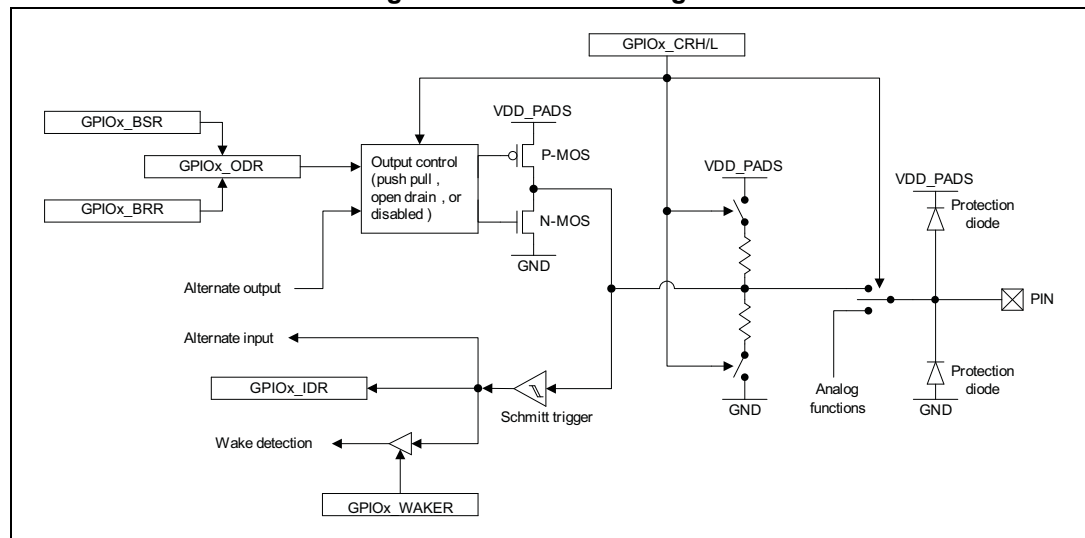 GPIOx_CRH/L
VDD_PADS
GPIOx_BSR
P-MOS
Output control
(push pull ,
open drain , or
disabled )
GPIOx_ODR
VDD_PADS
VDD_PADS
Protection
diode
GPIOx_BRR
N-MOS
GND
Alternate output
PIN
Alternate input
GPIOx_IDR
Schmitt trigger
Analog
functions
Protection
diode
GND
GND
Wake detection
GPIOx_WAKER